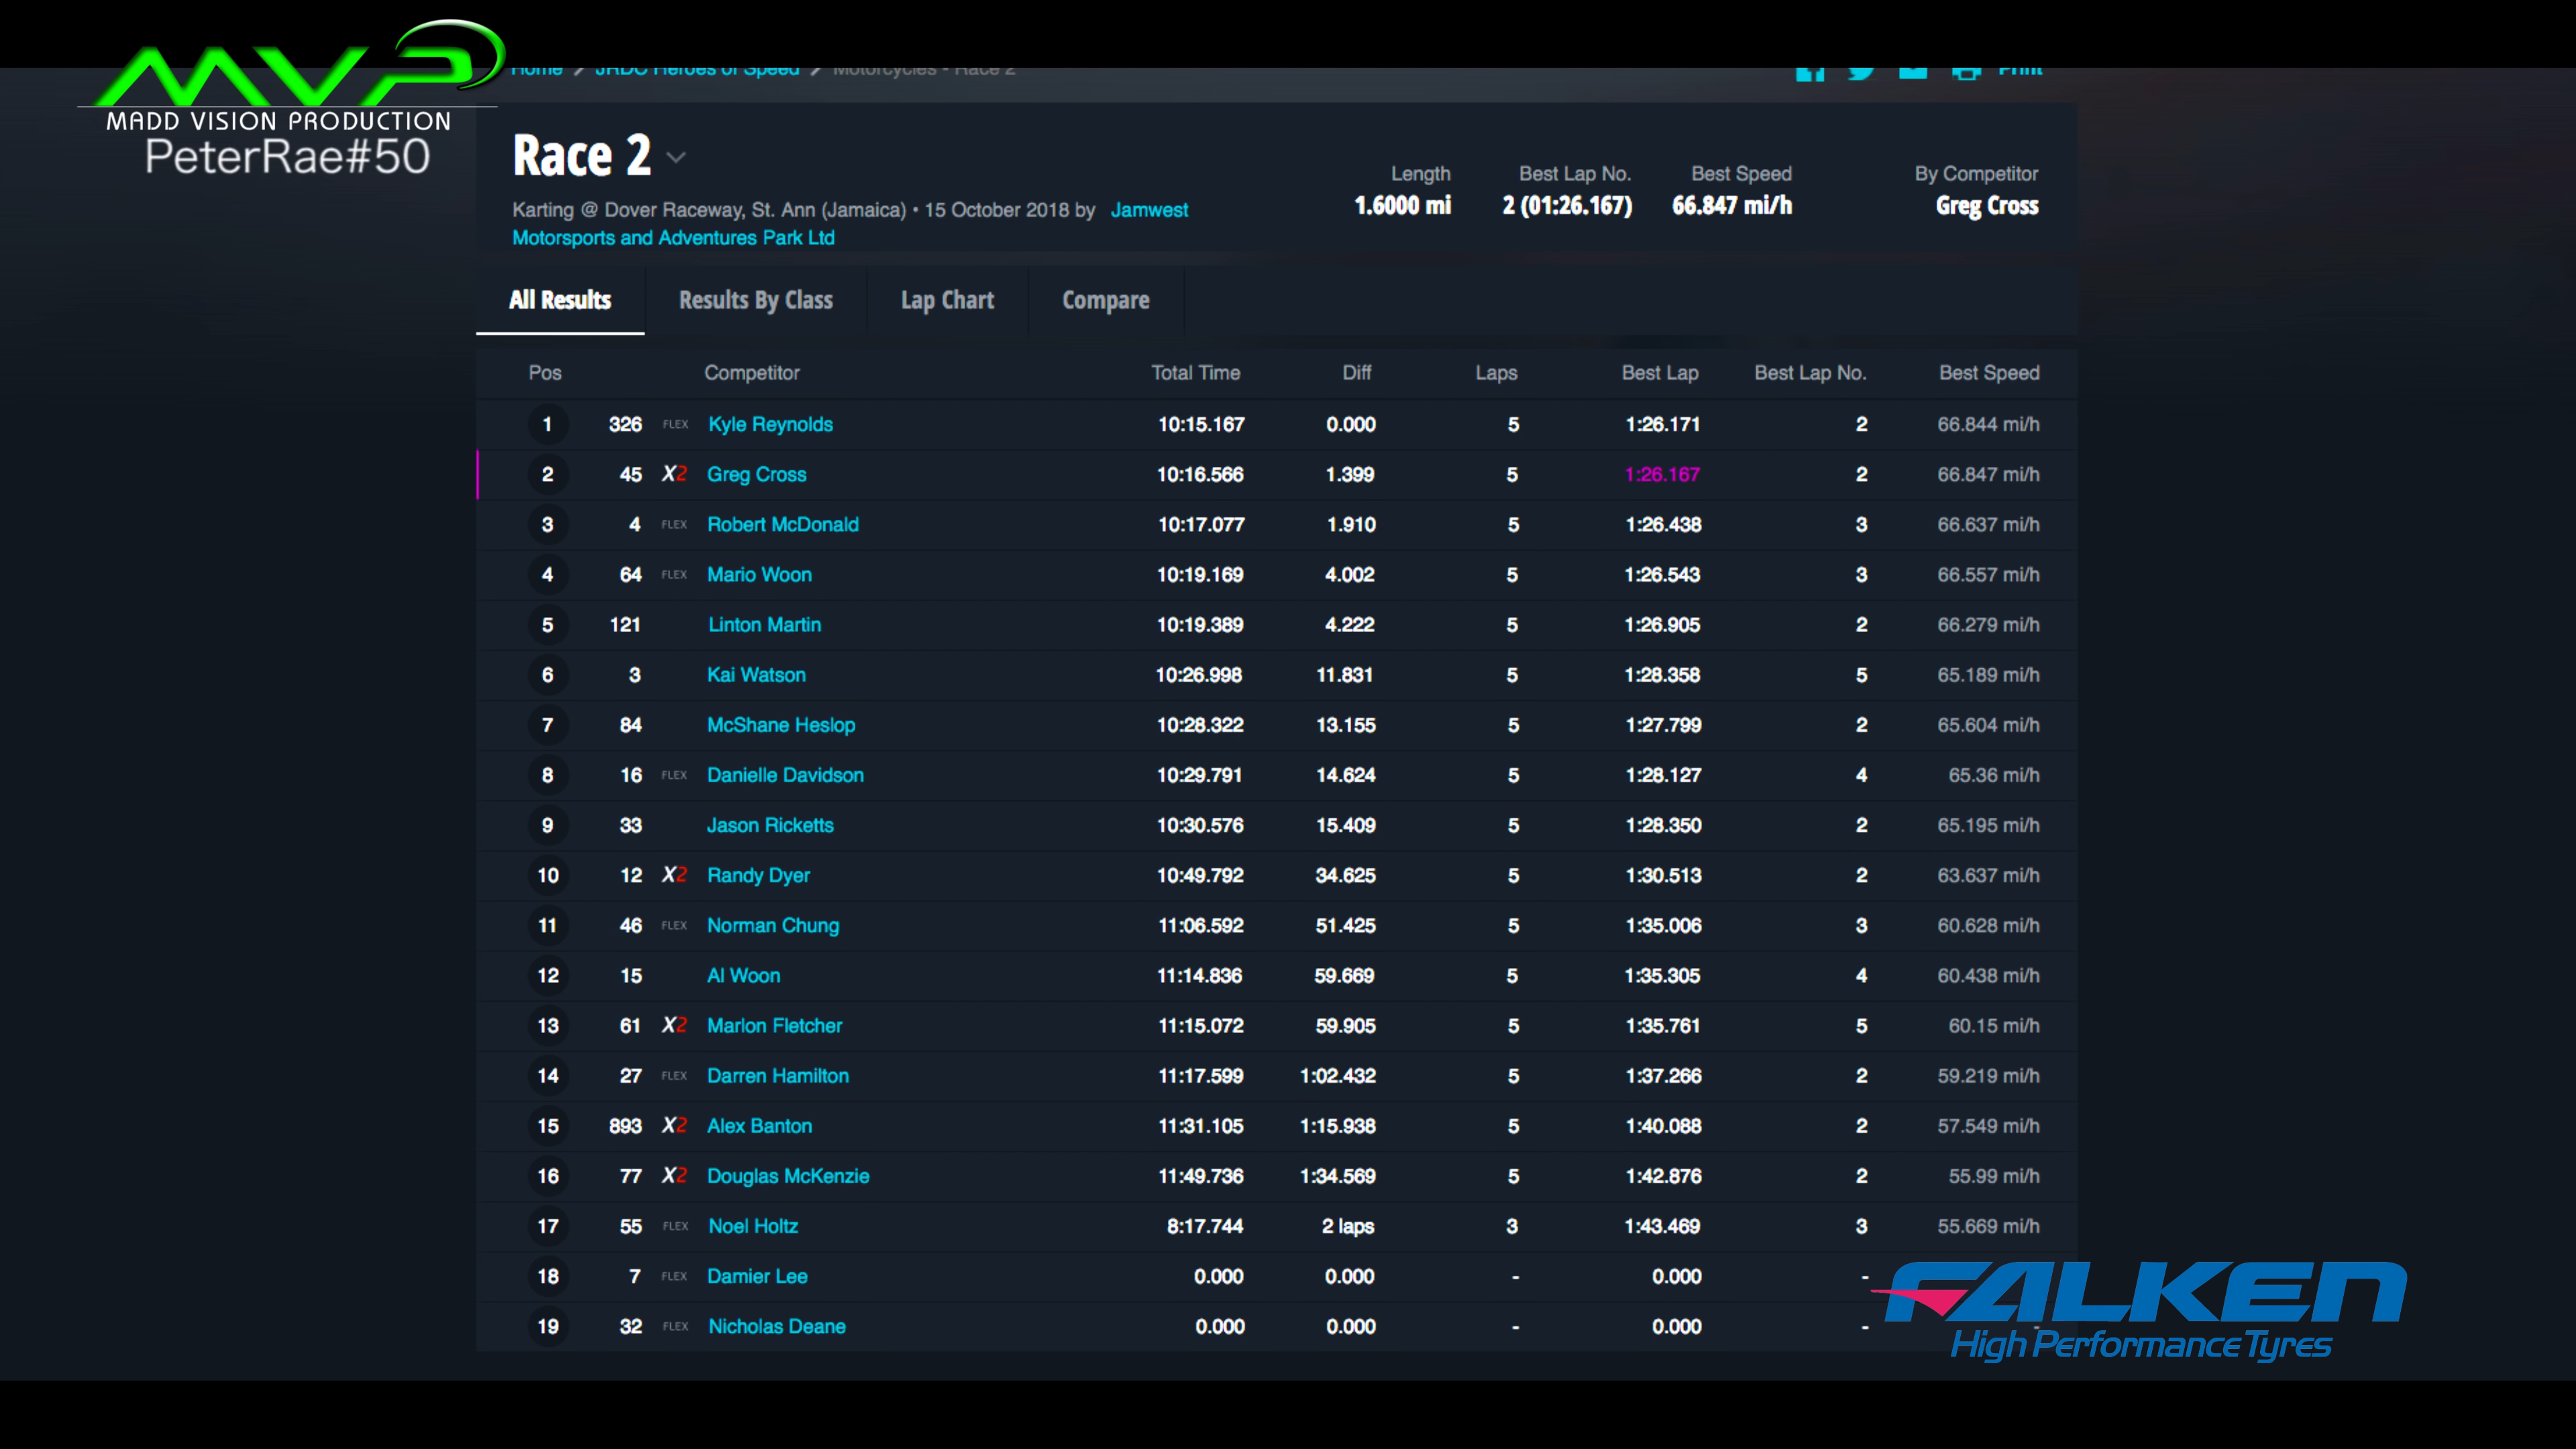 MVP
MADD VISION PRODUCTION
PeterRae#50
Home / JRDC Heroes of Speed / Motorcycles - Race 2
Print
Race 2
Karting @ Dover Raceway, St. Ann (Jamaica) • 15 October 2018 by Jamwest
Motorsports and Adventures Park Ltd
Length Best Lap No. Best Speed By Competitor
1.6000 mi 2 (01:26.167) 66.847 mi/h Greg Cross
All Results Results By Class Lap Chart Compare
Pos Competitor Total Time Diff Laps Best Lap Best Lap No. Best Speed
1 326 FLEX Kyle Reynolds 10:15.167 0.000 5 1:26.171 2 66.844 mi/h
2 45 X2 Greg Cross 10:16.566 1.399 5 1:26.167 2 66.847 mi/h
3 4 FLEX Robert McDonald 10:17.077 1.910 5 1:26.438 3 66.637 mi/h
4 64 FLEX Mario Woon 10:19.169 4.002 5 1:26.543 3 66.557 mi/h
5 121 Linton Martin 10:19.389 4.222 5 1:26.905 2 66.279 mi/h
6 3 Kai Watson 10:26.998 11.831 5 1:28.358 5 65.189 mi/h
7 84 McShane Heslop 10:28.322 13.155 5 1:27.799 2 65.604 mi/h
8 16 FLEX Danielle Davidson 10:29.791 14.624 5 1:28.127 4 65.36 mi/h
9 33 Jason Ricketts 10:30.576 15.409 5 1:28.350 2 65.195 mi/h
10 12 X2 Randy Dyer 10:49.792 34.625 5 1:30.513 2 63.637 mi/h
11 46 FLEX Norman Chung 11:06.592 51.425 5 1:35.006 3 60.628 mi/h
12 15 Al Woon 11:14.836 59.669 5 1:35.305 4 60.438 mi/h
13 61 X2 Marlon Fletcher 11:15.072 59.905 5 1:35.761 5 60.15 mi/h
14 27 FLEX Darren Hamilton 11:17.599 1:02.432 5 1:37.266 2 59.219 mi/h
15 893 X2 Alex Banton 11:31.105 1:15.938 5 1:40.088 2 57.549 mi/h
16 77 X2 Douglas McKenzie 11:49.736 1:34.569 5 1:42.876 2 55.99 mi/h
17 55 FLEX Noel Holtz 8:17.744 2 laps 3 1:43.469 3 55.669 mi/h
18 7 FLEX Damier Lee 0.000 0.000 - 0.000 -
19 32 FLEX Nicholas Deane 0.000 0.000 - 0.000 - -
FALKEN
High Performance Tyres